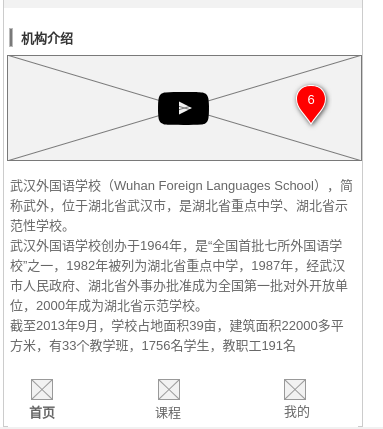 机构介绍
6
武汉外国语学校（Wuhan Foreign Languages School），简
称武外，位于湖北省武汉市，是湖北省重点中学、湖北省示
范性学校。
武汉外国语学校创办于1964年，是“全国首批七所外国语学
校”之一，1982年被列为湖北省重点中学，1987年，经武汉
市人民政府、湖北省外事办批准成为全国第一批对外开放单
位，2000年成为湖北省示范学校。
截至2013年9月，学校占地面积39亩，建筑面积22000多平
方米，有33个教学班，1756名学生，教职工191名
首页 课程 我的